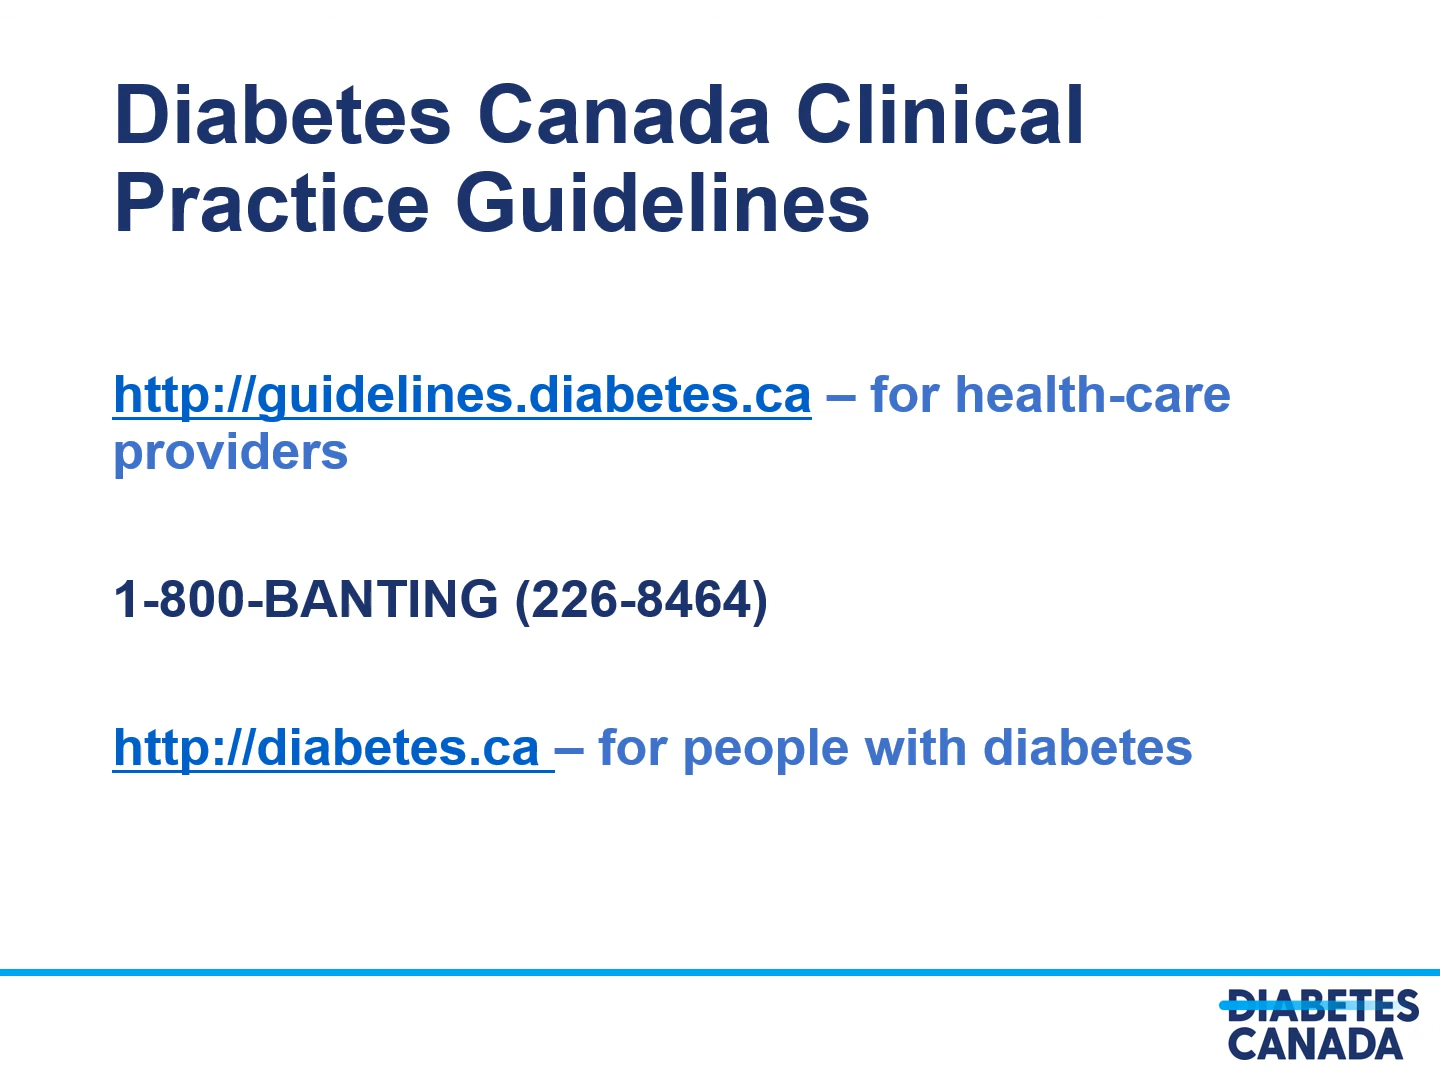 Diabetes Canada Clinical
Practice Guidelines
http://guidelines.diabetes.ca – for health-care
providers
1-800-BANTING (226-8464)
http://diabetes.ca – for people with diabetes
DIABETES
CANADA